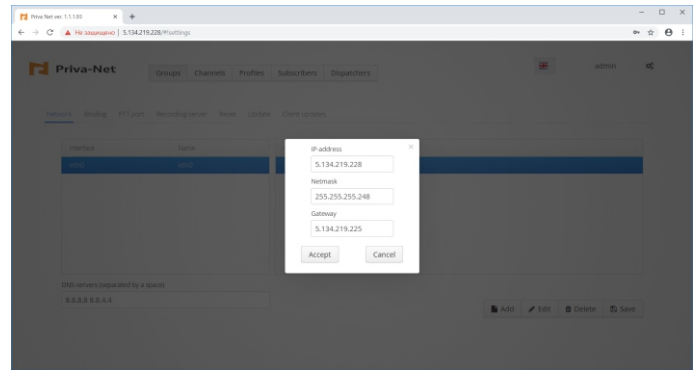 Priva Net ver. 1.1.1.93
Не защищено | 5.134.219.228/#!settings
Priva-Net
Groups Channels Profiles Subscribers Dispatchers
admin
Network Binding PTT port Recording server Reset Update Client updates
Interface Name
eth0 eth0
IP-address
5.134.219.228
Netmask
255.255.255.248
Gateway
5.134.219.225
Accept Cancel
DNS-servers (separated by a space)
8.8.8.8 8.8.4.4
Add Edit Delete Save